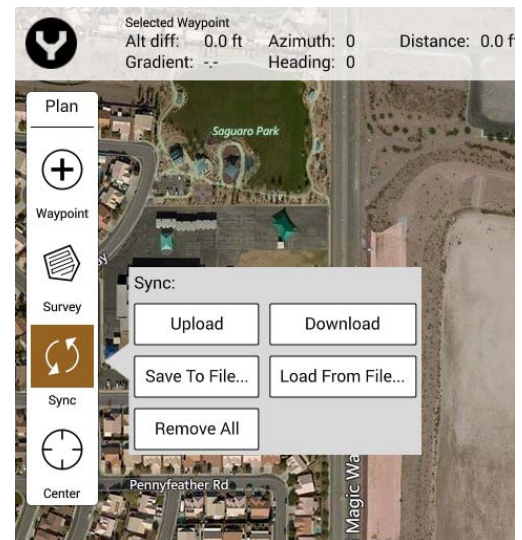 Selected Waypoint
Alt diff: 0.0 ft Azimuth: 0 Distance: 0.0 f
Gradient: -.- Heading: 0
Plan
Saguaro Park
Waypoint
Survey
Sync:
Upload Download
Save To File... Load From File...
Sync
Remove All
Center
Pennyfeather Rd
Magic Wa